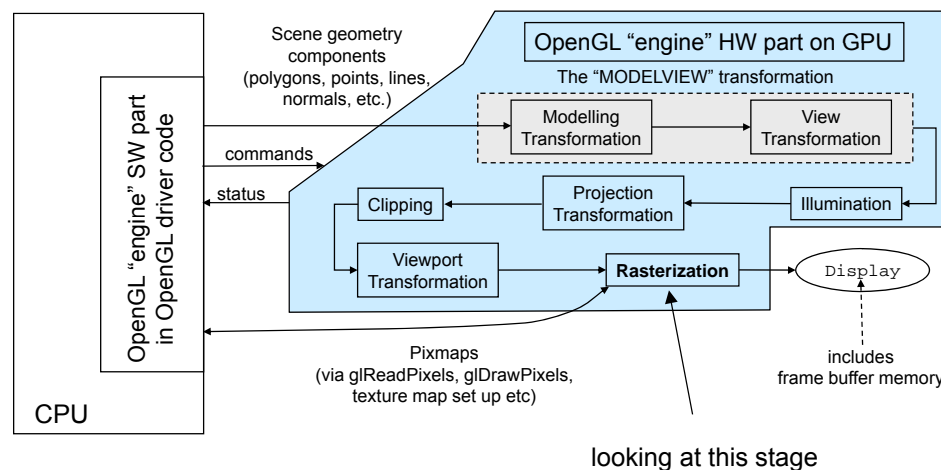 Scene geometry
components
(polygons, points, lines,
normals, etc.)
OpenGL “engine” HW part on GPU
The “MODELVIEW” transformation
Modelling
Transformation
View
Transformation
OpenGL “engine” SW part
in OpenGL driver code
commands
status
Clipping
Projection
Transformation
Illumination
Viewport
Transformation
Rasterization
Display
Pixmaps
(via glReadPixels, glDrawPixels,
texture map set up etc)
includes
frame buffer memory
CPU
looking at this stage